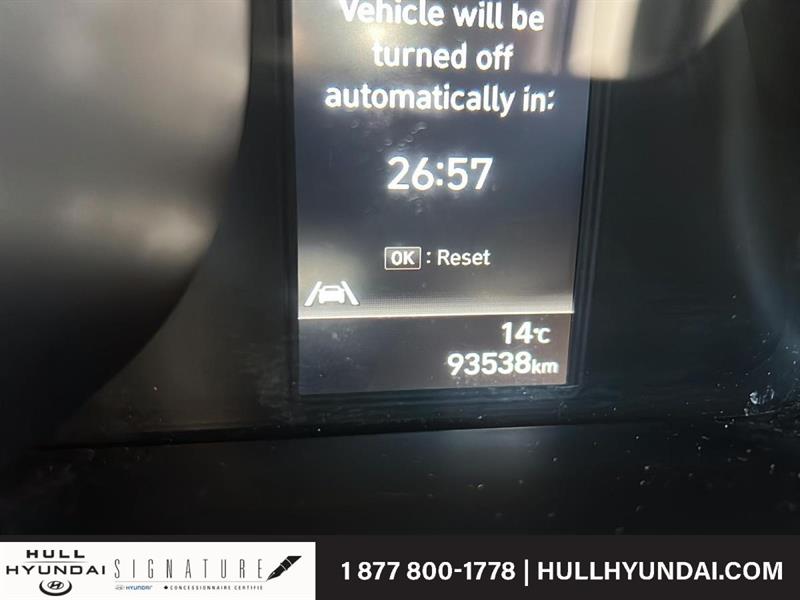 Vehicle will be
turned off
automatically in:
26:57
OK : Reset
14°C
93538km
HULL
HYUNDAI
SIGNATURE
HYUNDAI
CONCESSIONNAIRE CERTIFIÉ
1 877 800-1778 | HULLHYUNDAI.COM